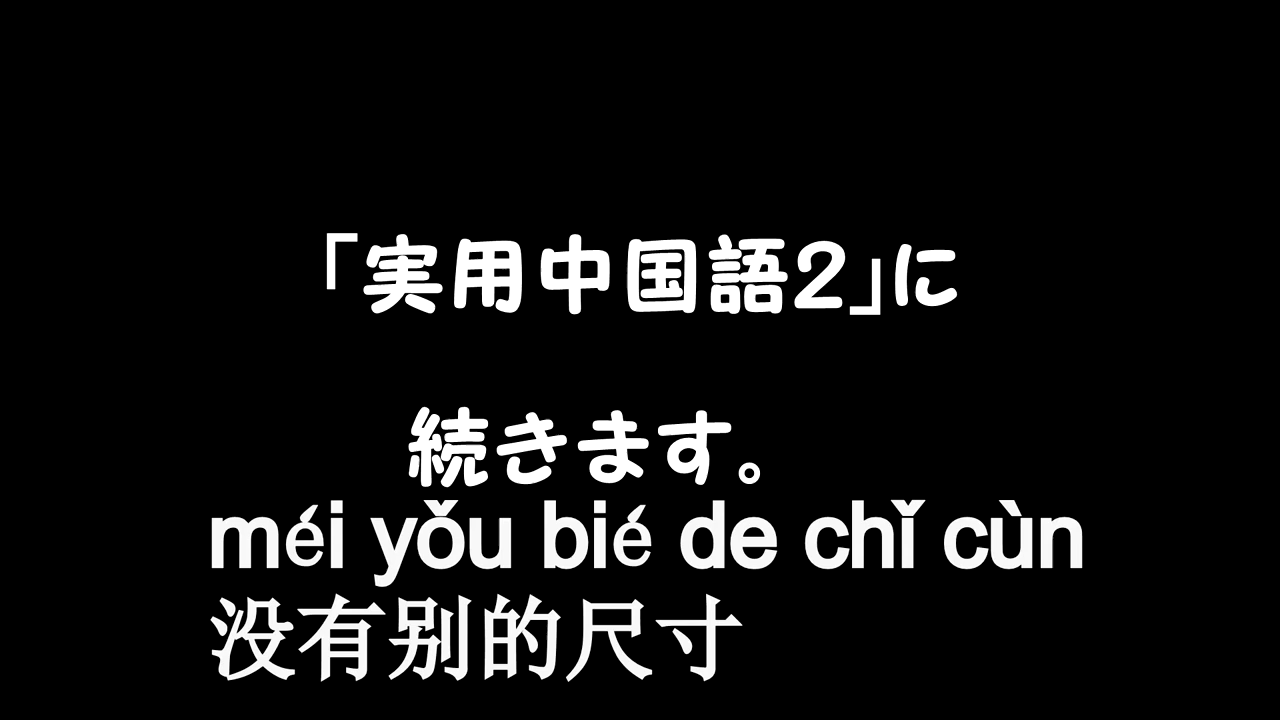 「実用中国語2」に
続きます。
méi yǒu bié de chǐ cùn
没有别的尺寸